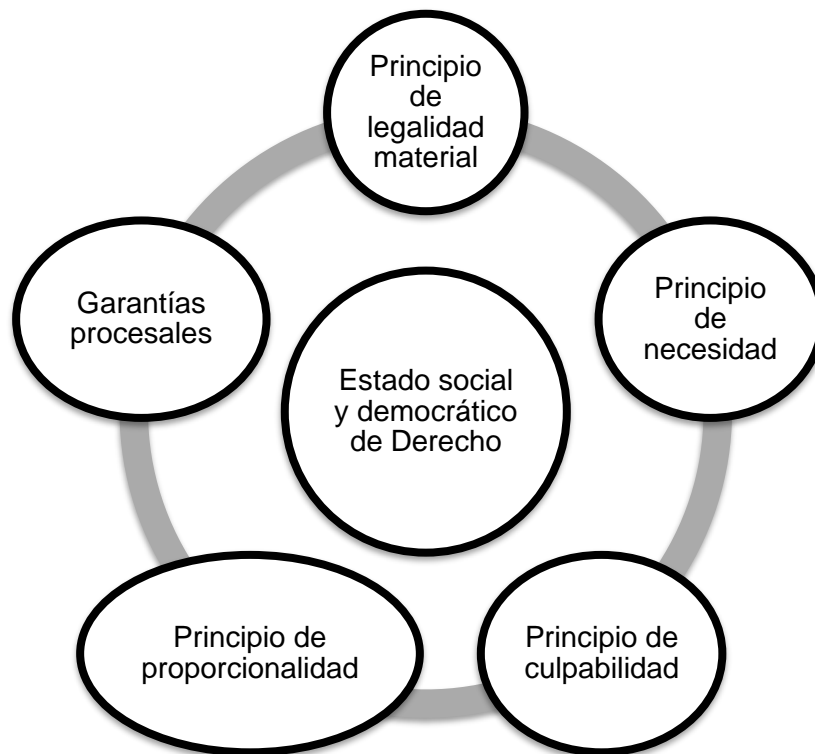 Principio
de
legalidad
material
Garantías
procesales
Principio
de
necesidad
Estado social
y democrático
de Derecho
Principio de
proporcionalidad
Principio de
culpabilidad